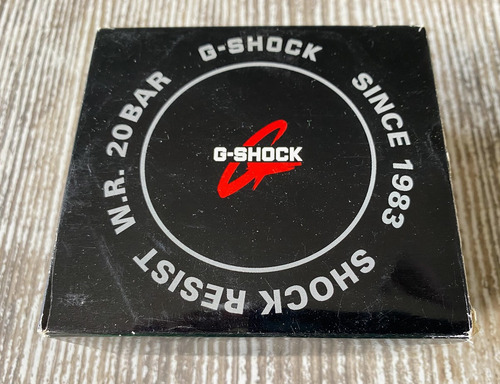 G-SHOCK
SINCE 1983
SHOCK RESIST
W.R. 20BAR
G-SHOCK